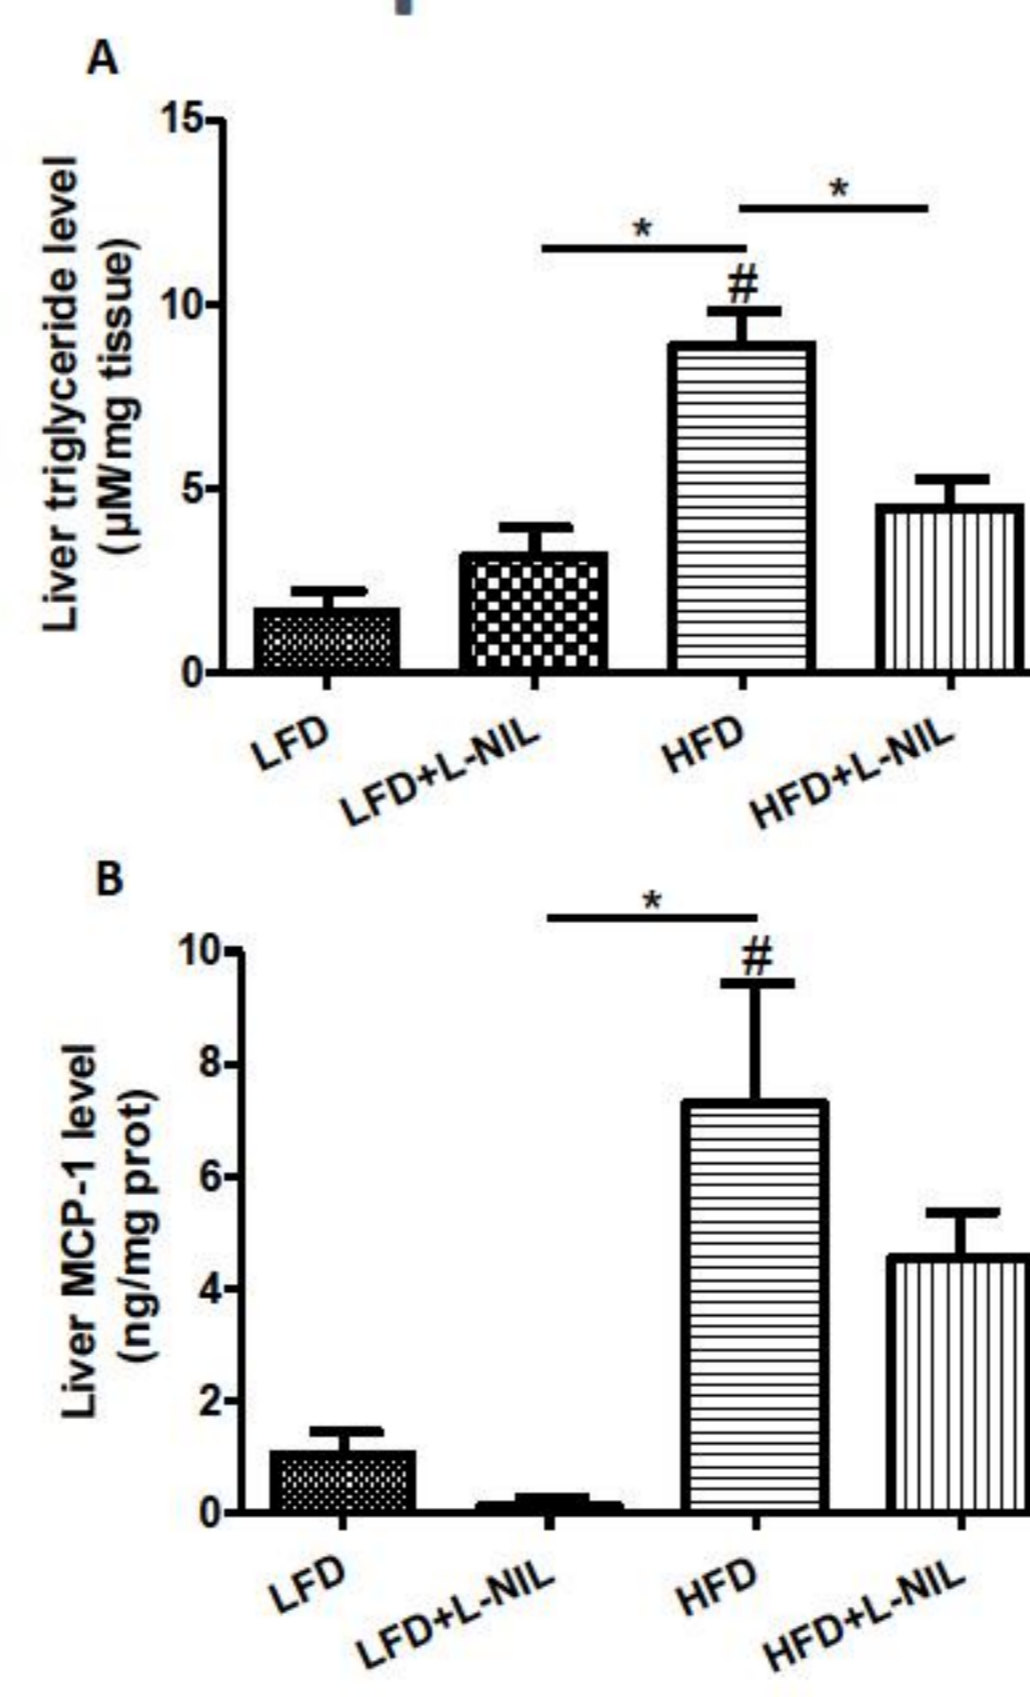 A
Liver triglyceride level
(µM/mg tissue)
15
10
5
0
*
*
#
LFD
LFD+L-NIL
HFD
HFD+L-NIL
B
Liver MCP-1 level
(ng/mg prot)
10
8
6
4
2
0
*
#
LFD
LFD+L-NIL
HFD
HFD+L-NIL